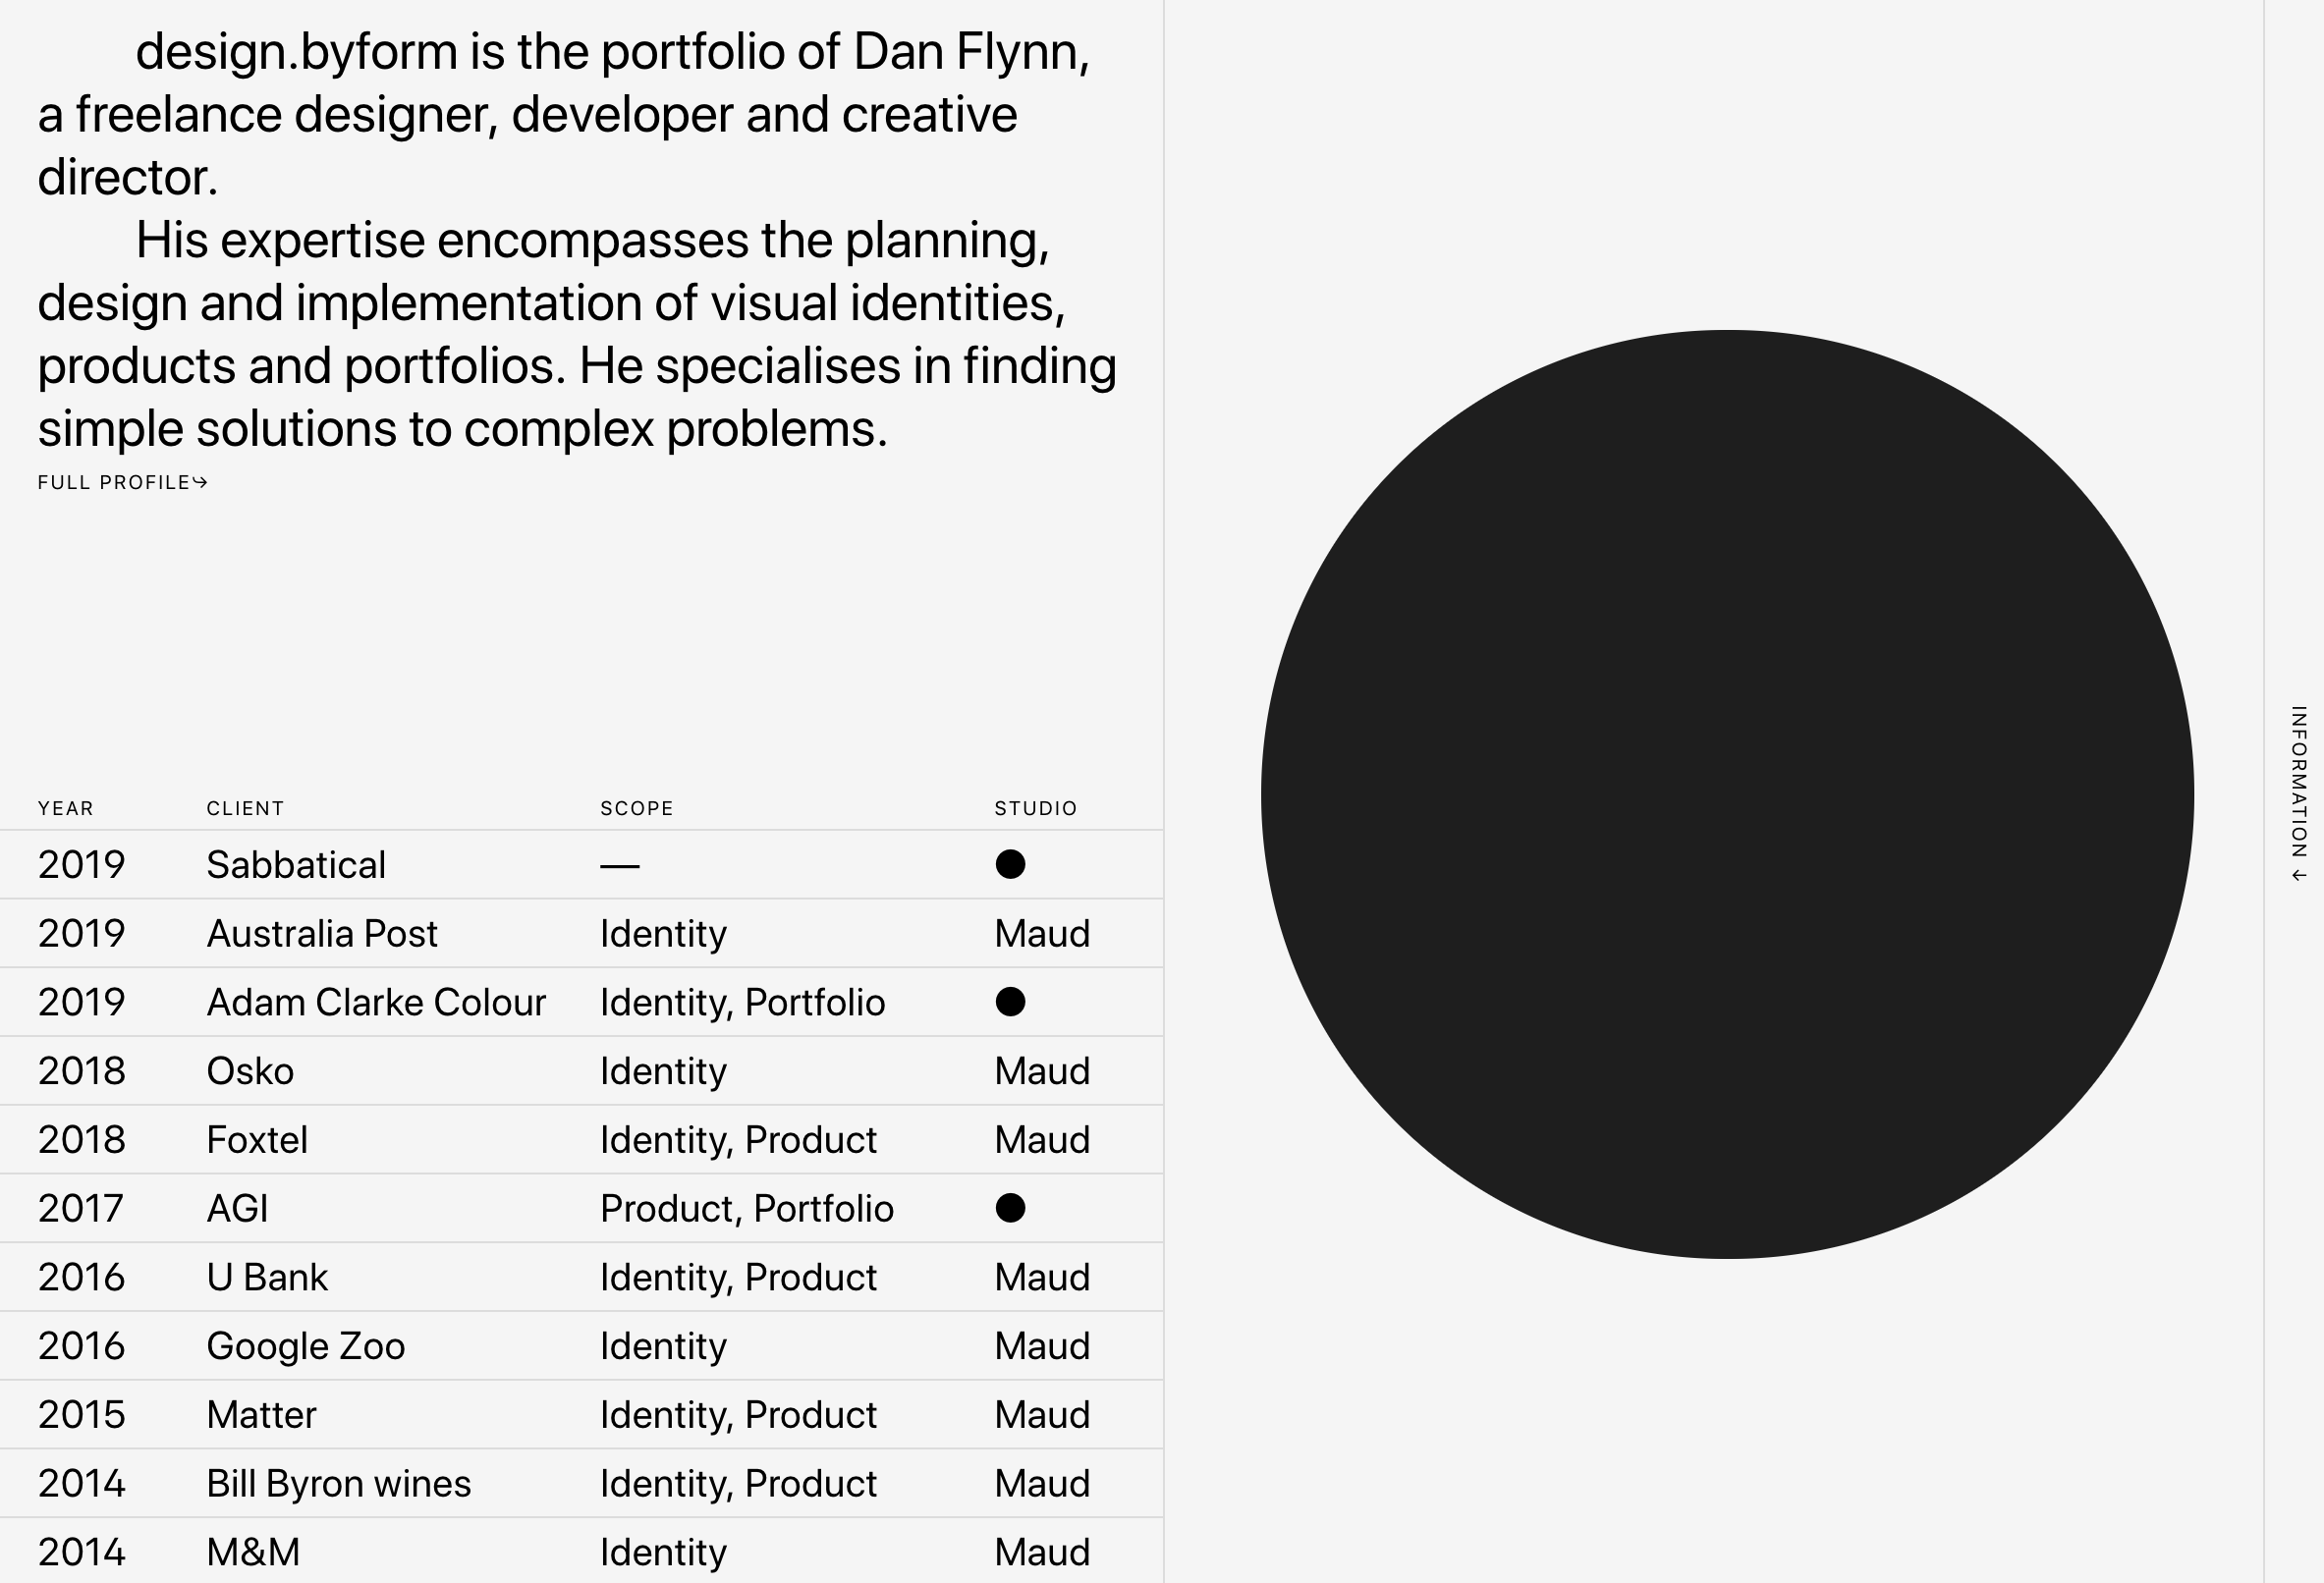 design.byform is the portfolio of Dan Flynn,
a freelance designer, developer and creative
director.
His expertise encompasses the planning,
design and implementation of visual identities,
products and portfolios. He specialises in finding
simple solutions to complex problems.
FULL PROFILE↪
YEAR CLIENT SCOPE STUDIO
2019 Sabbatical — ●
2019 Australia Post Identity Maud
2019 Adam Clarke Colour Identity, Portfolio ●
2018 Osko Identity Maud
2018 Foxtel Identity, Product Maud
2017 AGI Product, Portfolio ●
2016 U Bank Identity, Product Maud
2016 Google Zoo Identity Maud
2015 Matter Identity, Product Maud
2014 Bill Byron wines Identity, Product Maud
2014 M&M Identity Maud
INFORMATION ↓